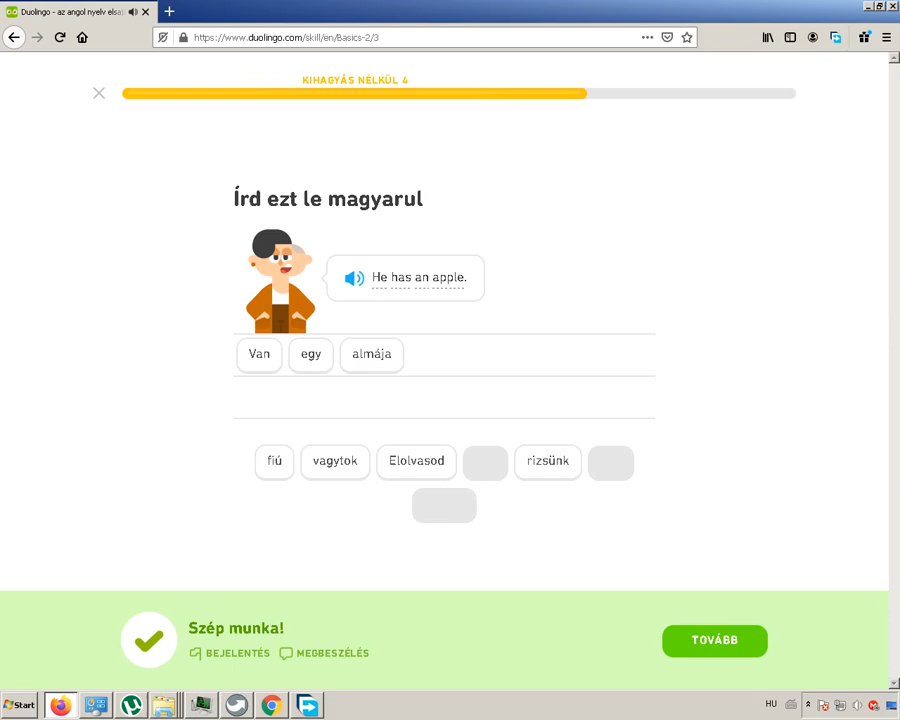 Duolingo - az angol nyelv elsaj
https://www.duolingo.com/skill/en/Basics-2/3
KIHAGYÁS NÉLKÜL 4
Írd ezt le magyarul
He has an apple.
Van egy almája
fiú vagytok Elolvasod rizsünk
Szép munka!
BEJELENTÉS MEGBESZÉLÉS
TOVÁBB
Start
HU